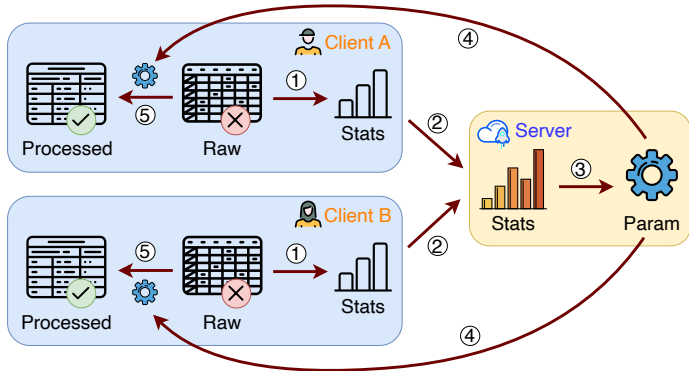 Client A
④
①
⑤
②
Processed
Raw
Stats
Server
③
Stats
Param
Client B
⑤
①
②
Processed
Raw
Stats
④